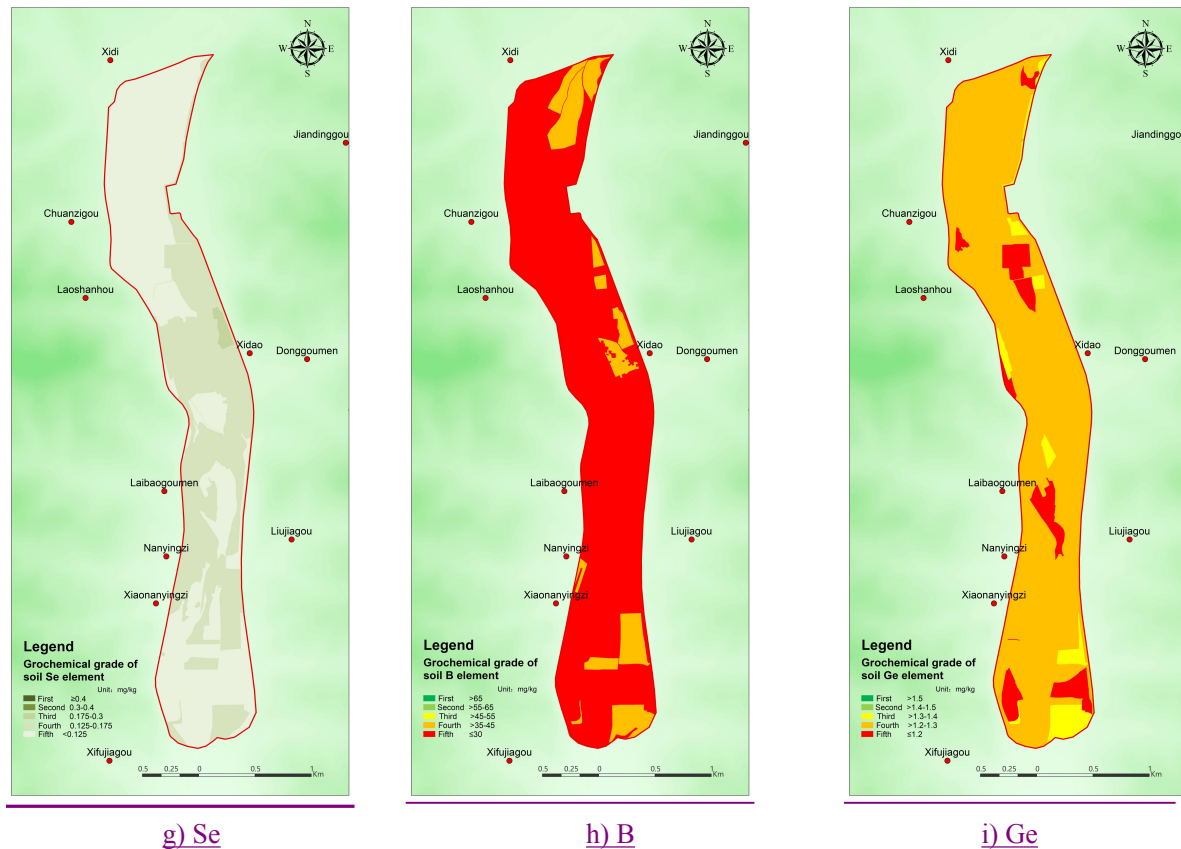 N
W E
S
Xidi
Jiandinggou
Chuanzigou
Laoshanhou
Xidao
Donggoumen
Laibaogoumen
Liujiagou
Nanyingzi
Xiaonanyingzi
Legend
Grochemical grade of
soil Se element
Unit: mg/kg
First ≥0.4
Second 0.3-0.4
Third 0.175-0.3
Fourth 0.125-0.175
Fifth <0.125
Xifujiagou
0.5 0.25 0 0.5 1
Km
g) Se
N
W E
S
Xidi
Jiandinggou
Chuanzigou
Laoshanhou
Xidao
Donggoumen
Laibaogoumen
Liujiagou
Nanyingzi
Xiaonanyingzi
Legend
Grochemical grade of
soil B element
Unit: mg/kg
First >65
Second >55-65
Third >45-55
Fourth >35-45
Fifth ≤30
Xifujiagou
0.5 0.25 0 0.5 1
Km
h) B
N
W E
S
Xidi
Jiandinggo
Chuanzigou
Laoshanhou
Xidao
Donggoumen
Laibaogoumen
Liujiagou
Nanyingzi
Xiaonanyingzi
Legend
Grochemical grade of
soil Ge element
Unit: mg/kg
First >1.5
Second >1.4-1.5
Third >1.3-1.4
Fourth >1.2-1.3
Fifth ≤1.2
Xifujiagou
0.5 0.25 0 0.5 1
Km
i) Ge